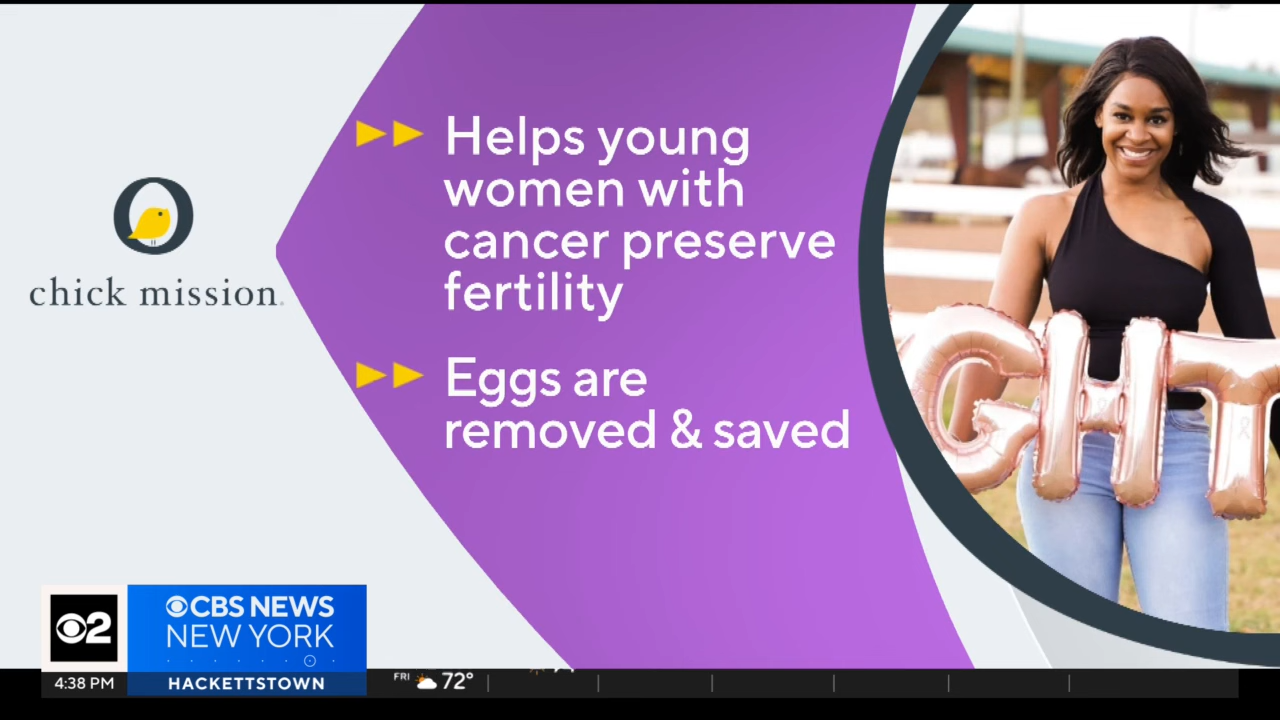 chick mission.
Helps young
women with
cancer preserve
fertility
Eggs are
removed & saved
GHT
2
CBS NEWS
NEW YORK
4:38 PM
HACKETTSTOWN
FRI
72°